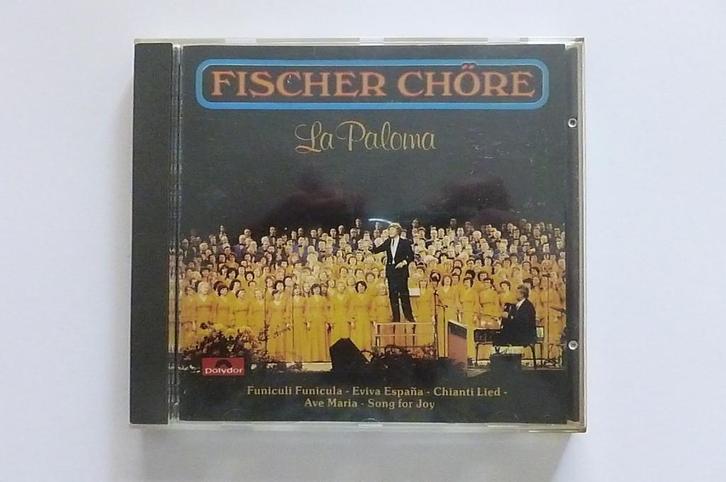 FISCHER CHÖRE
La Paloma
polydor
Funiculi Funicula - Eviva España - Chianti Lied -
Ave Maria - Song for Joy